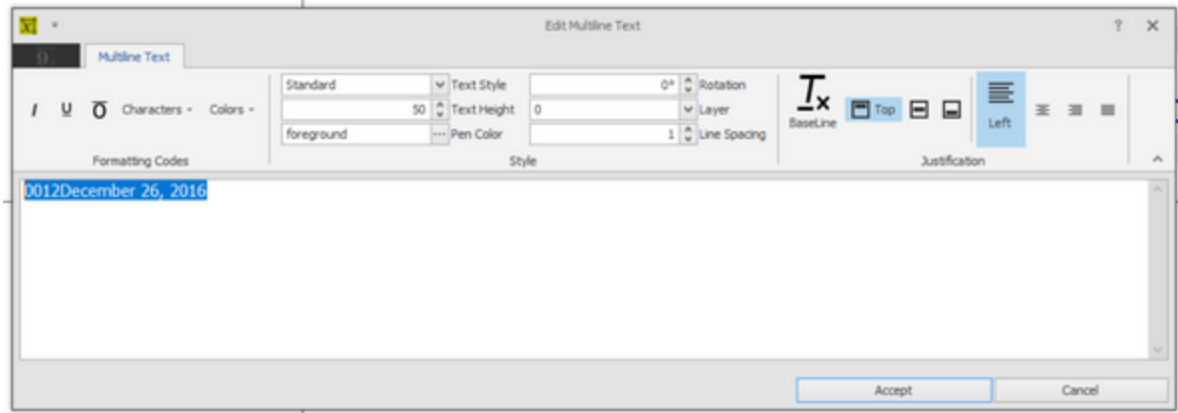 Edit Multiline Text
?
Multiline Text
Standard Text Style 0° Rotation
I U O Characters Colors
50 Text Height 0 Layer
BaseLine Top Left
foreground Pen Color 1 Line Spacing
Formatting Codes Style Justification
0012December 26, 2016
Accept Cancel